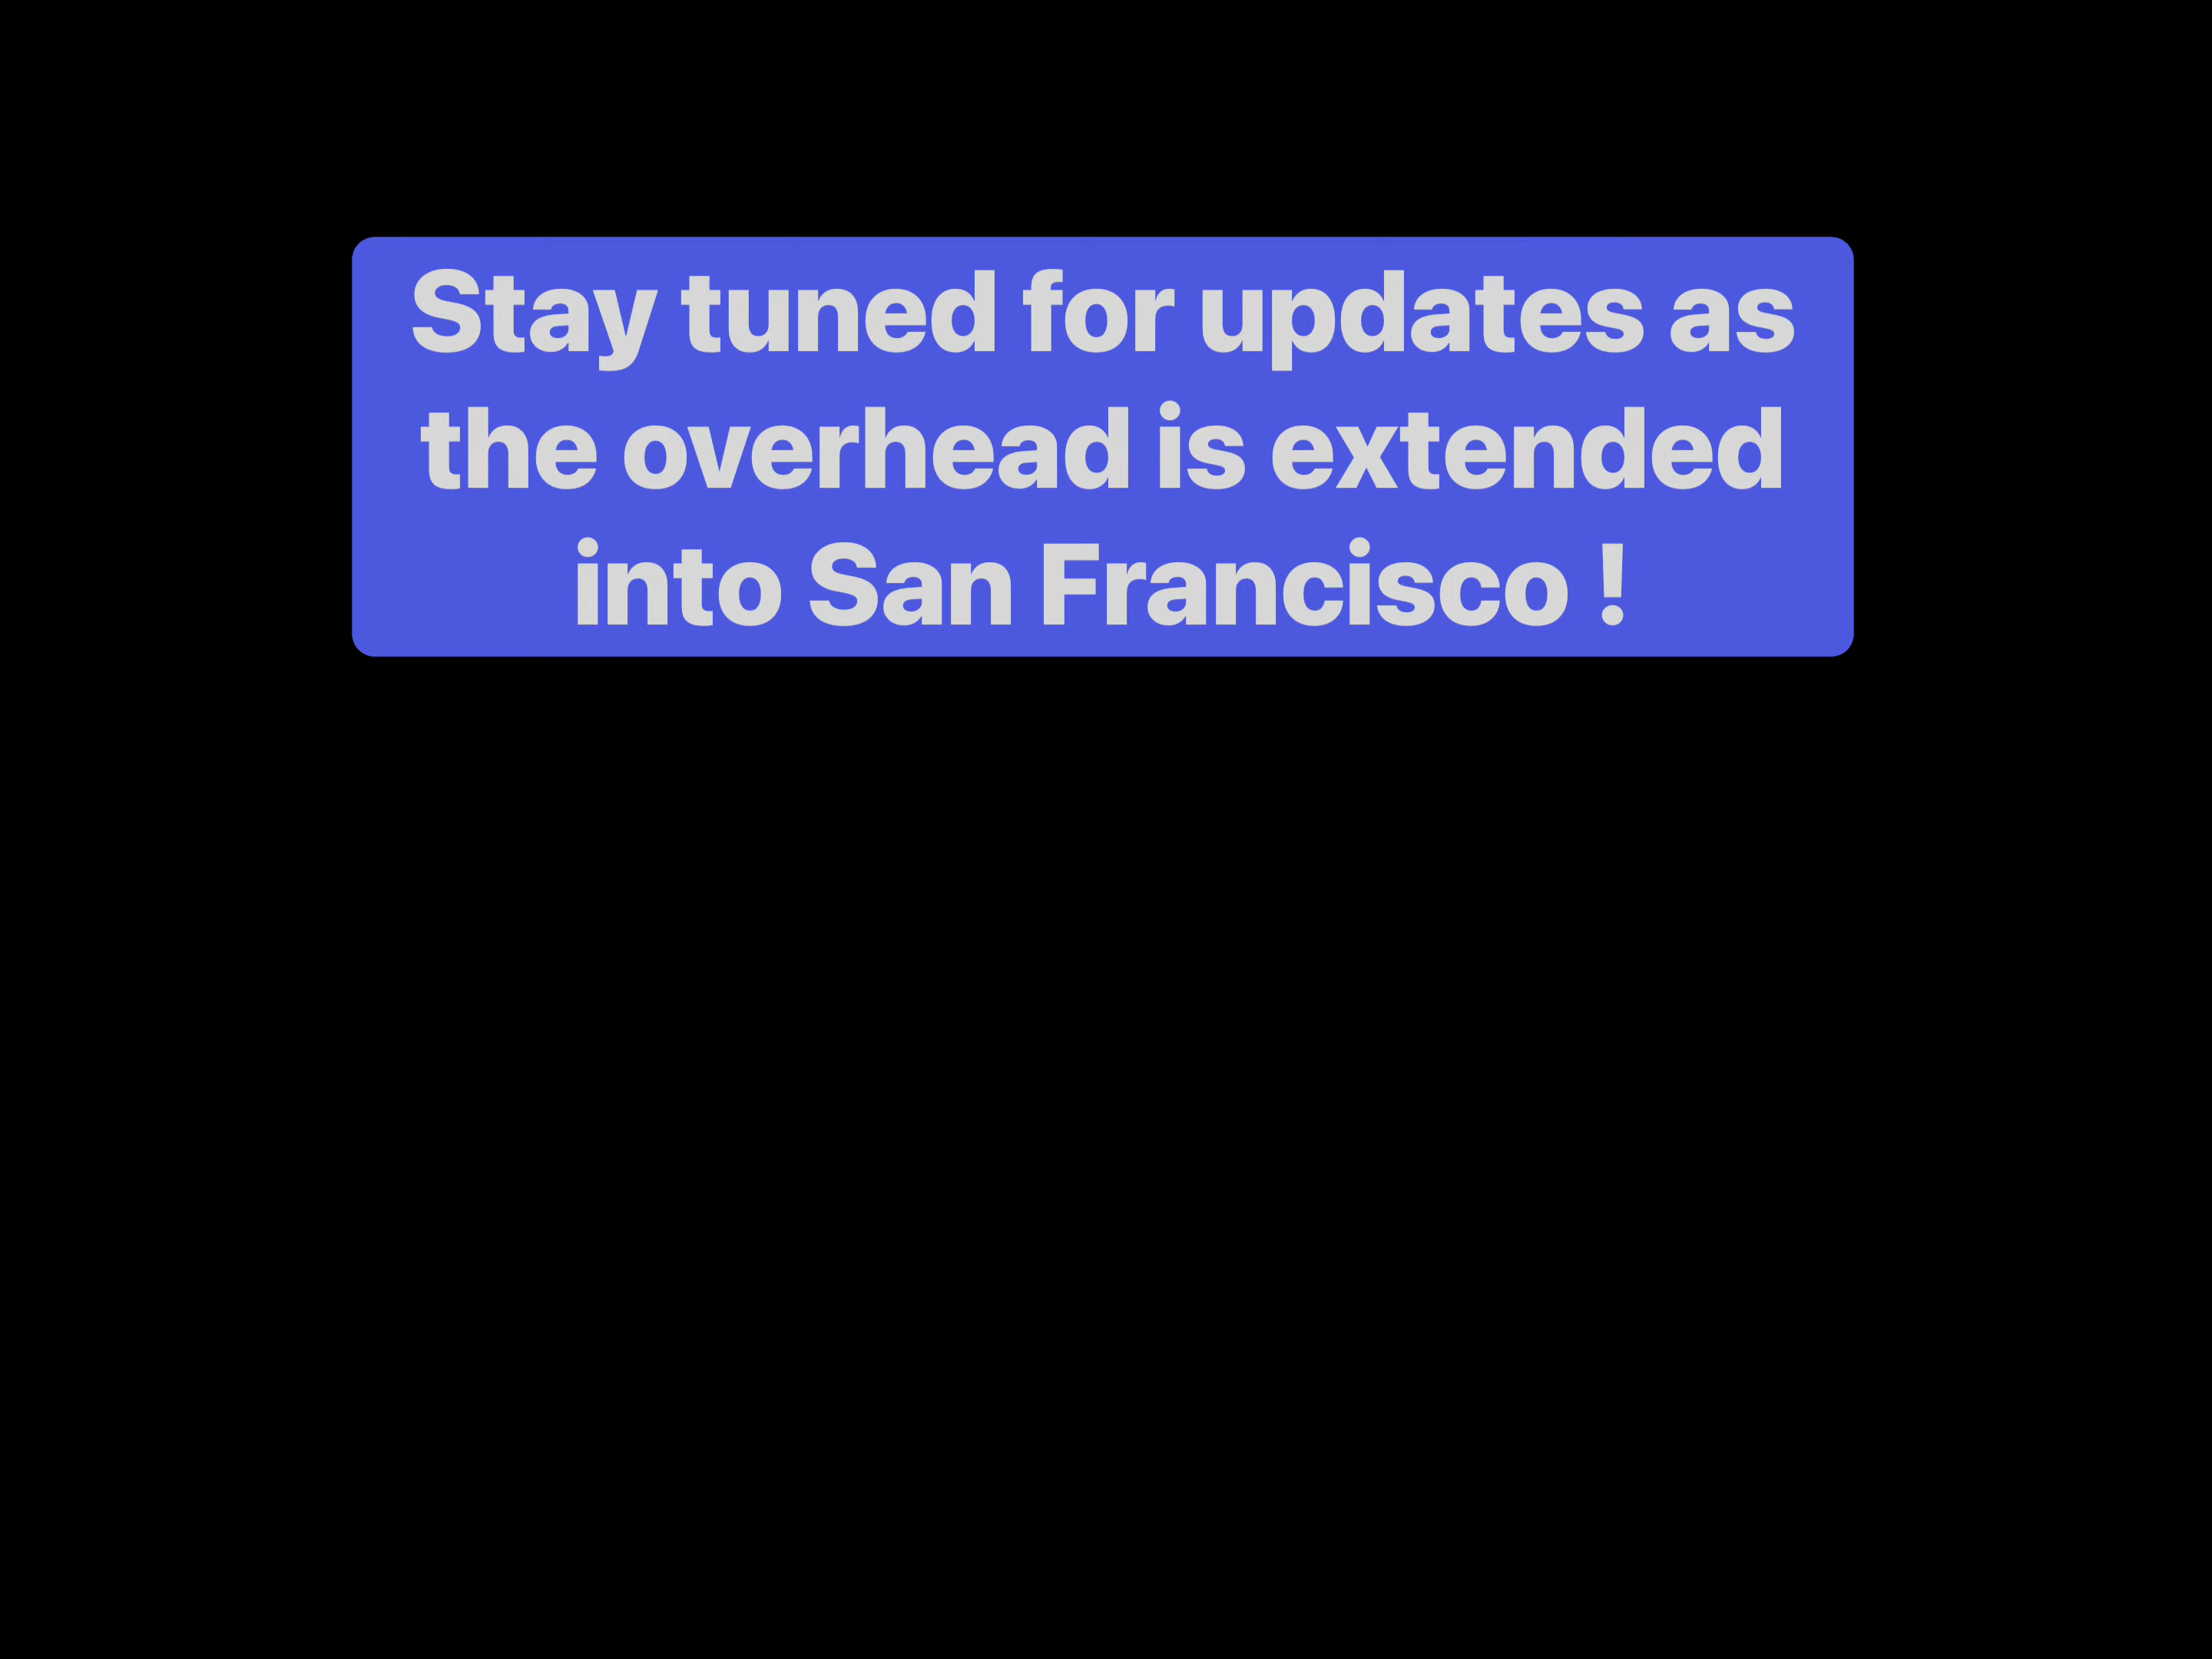 Stay tuned for updates as
the overhead is extended
into San Francisco !